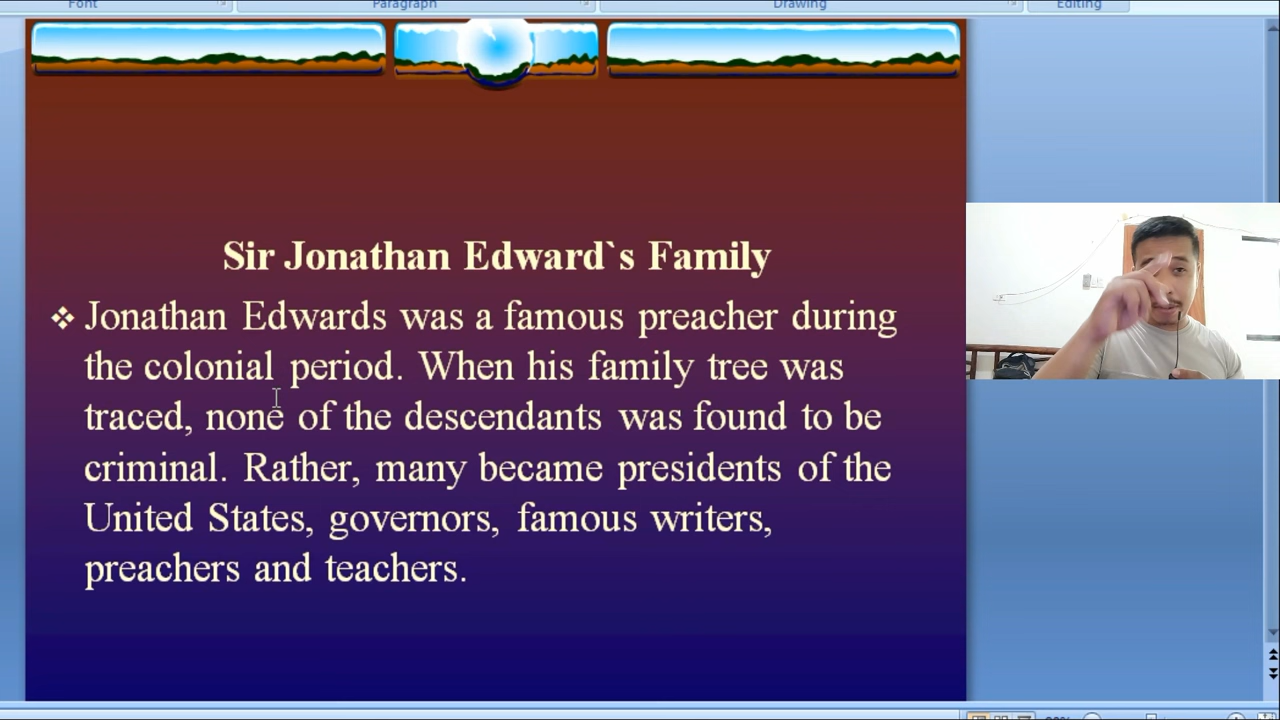 Font
Paragraph
Drawing
Editing
Sir Jonathan Edward`s Family
❖ Jonathan Edwards was a famous preacher during
the colonial period. When his family tree was
traced, none of the descendants was found to be
criminal. Rather, many became presidents of the
United States, governors, famous writers,
preachers and teachers.